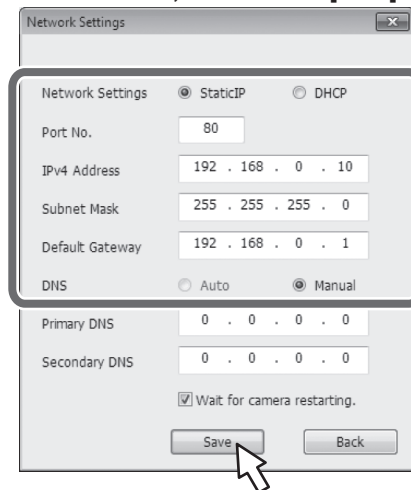 Network Settings
Network Settings StaticIP DHCP
Port No. 80
IPv4 Address 192 . 168 . 0 . 10
Subnet Mask 255 . 255 . 255 . 0
Default Gateway 192 . 168 . 0 . 1
DNS Auto Manual
Primary DNS 0 . 0 . 0 . 0
Secondary DNS 0 . 0 . 0 . 0
Wait for camera restarting.
Save Back